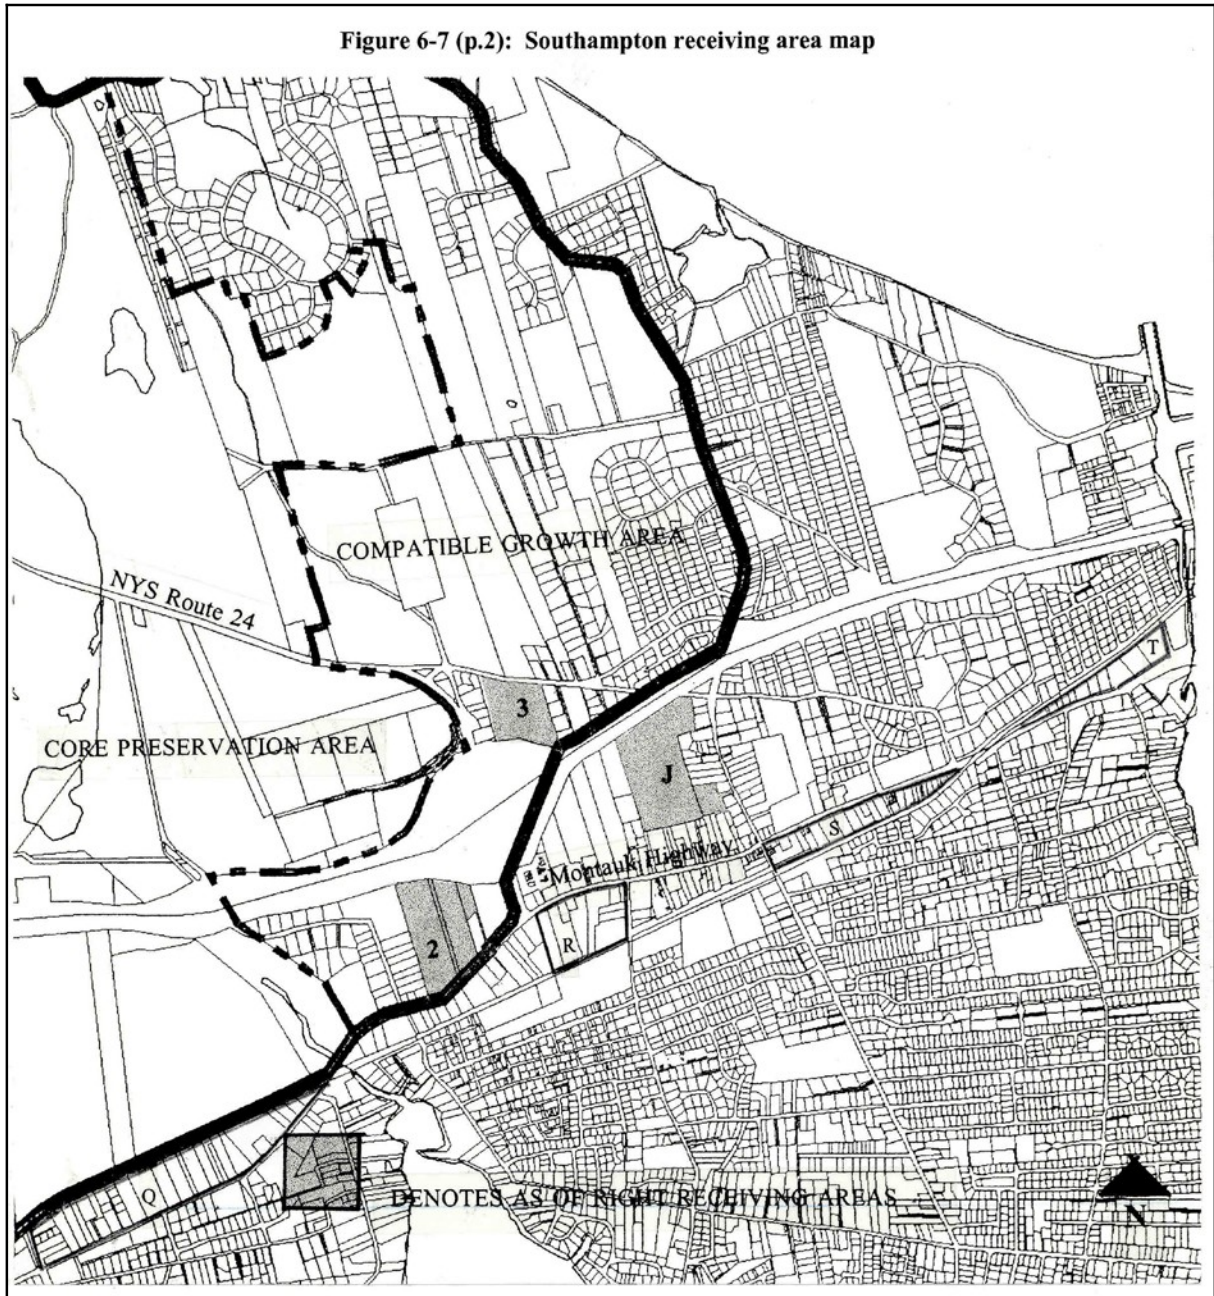 Figure 6-7 (p.2): Southampton receiving area map
COMPATIBLE GROWTH AREA
NYS Route 24
T
3
CORE PRESERVATION AREA
J
S
Montauk Highway
2
R
Q
DENOTES AS OF RIGHT RECEIVING AREAS
N